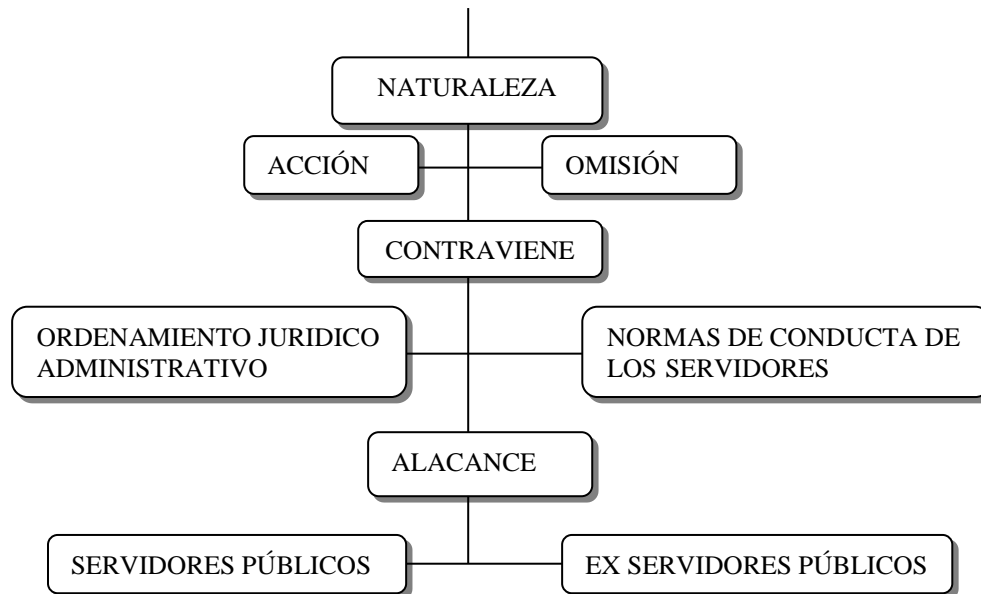 NATURALEZA
ACCIÓN
OMISIÓN
CONTRAVIENE
ORDENAMIENTO JURIDICO
ADMINISTRATIVO
NORMAS DE CONDUCTA DE
LOS SERVIDORES
ALACANCE
SERVIDORES PÚBLICOS
EX SERVIDORES PÚBLICOS